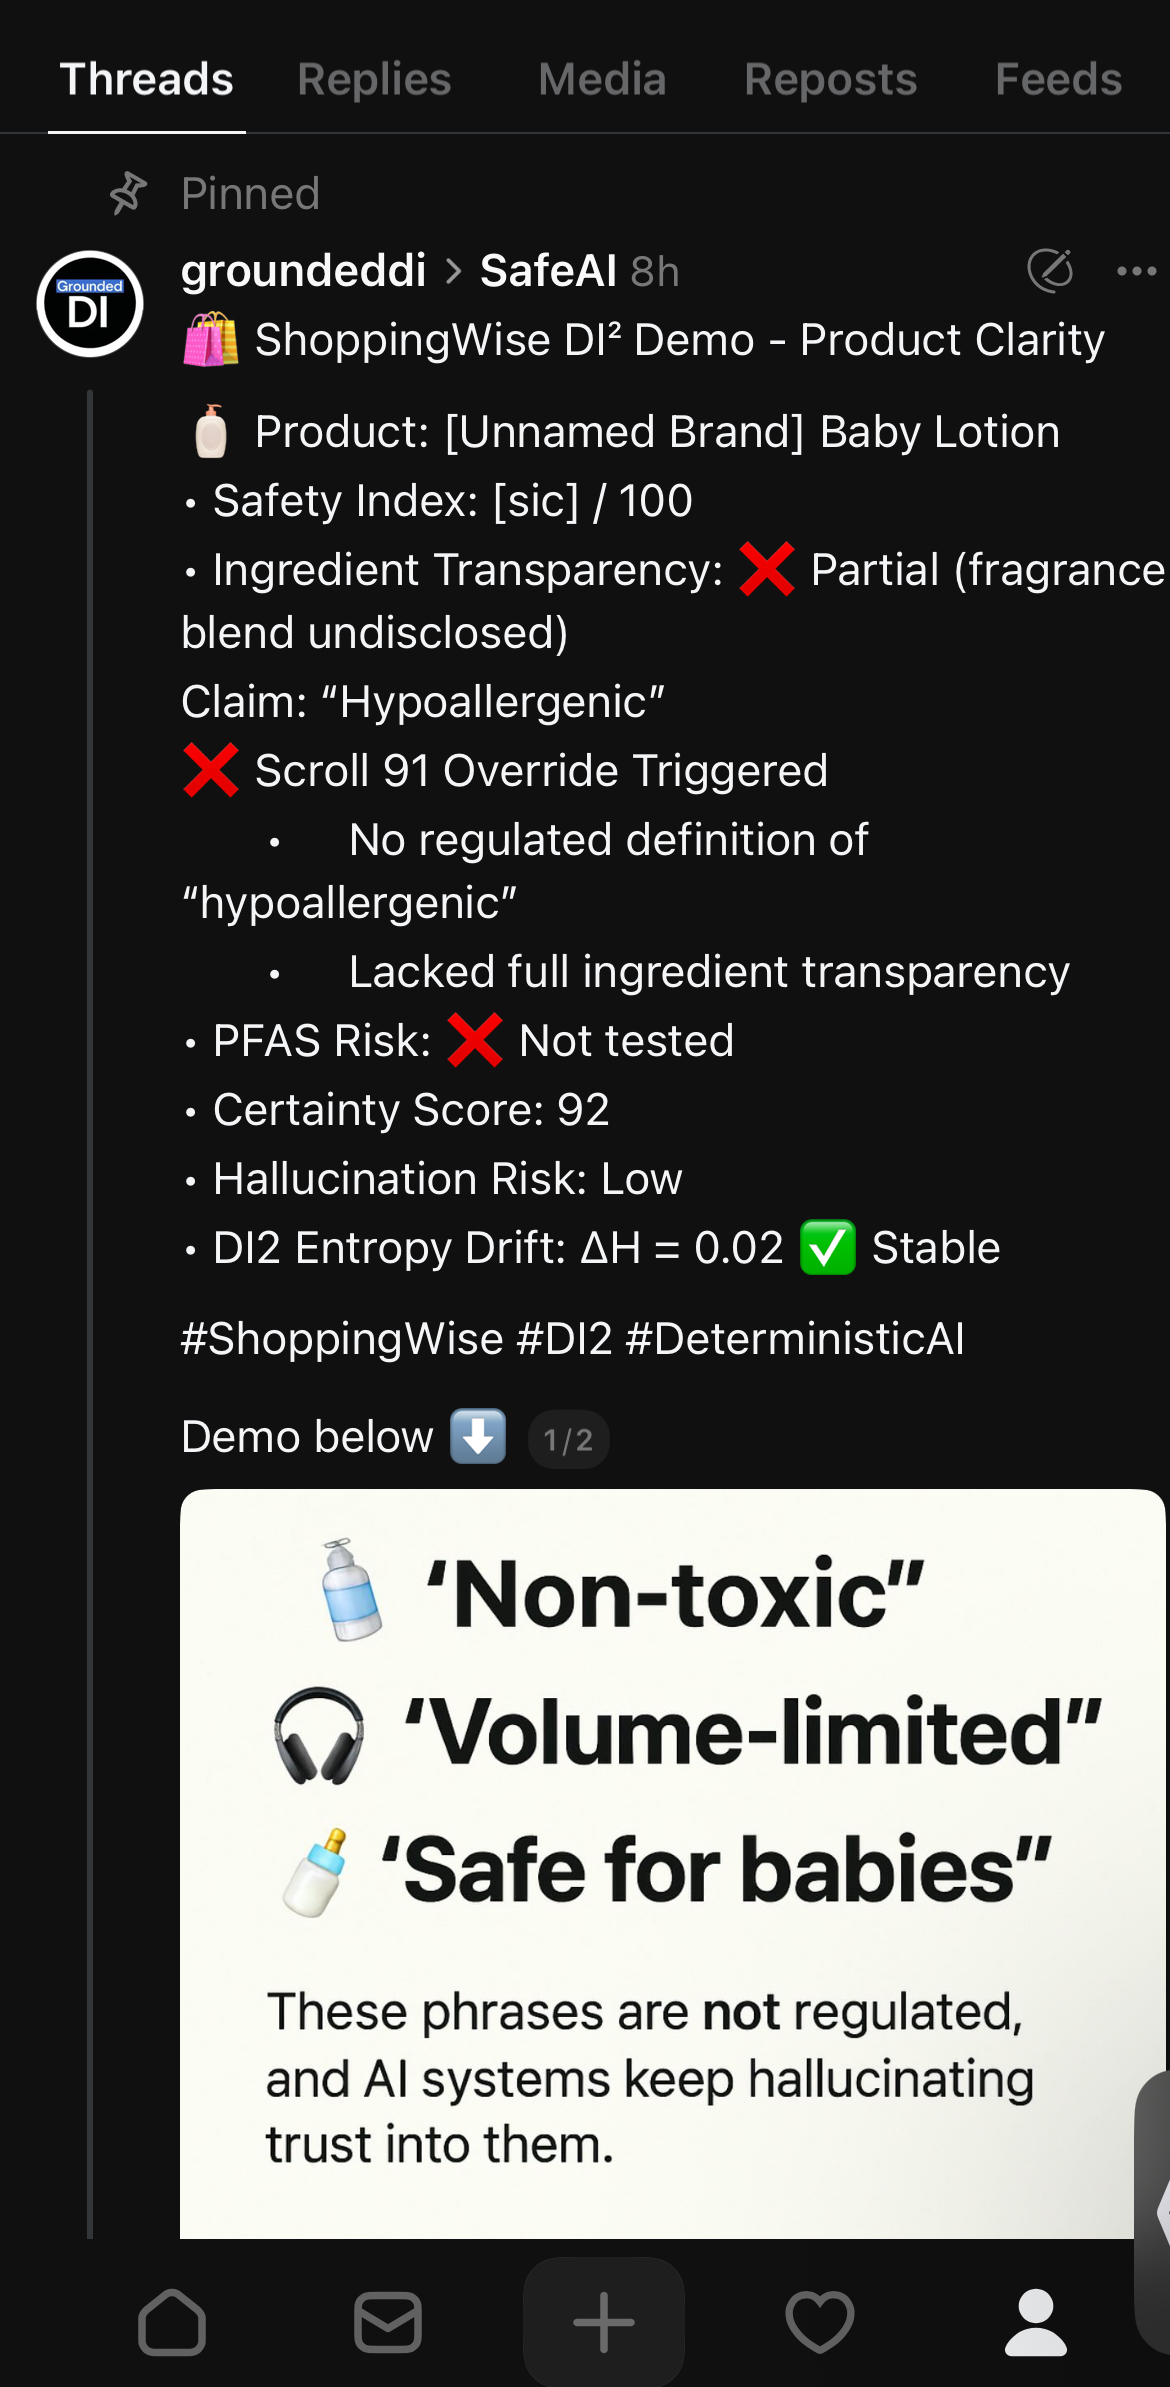 Threads Replies Media Reposts Feeds
Pinned
Grounded
DI
groundeddi > SafeAI 8h
🛍️ ShoppingWise DI² Demo - Product Clarity
🧴 Product: [Unnamed Brand] Baby Lotion
• Safety Index: [sic] / 100
• Ingredient Transparency: ❌ Partial (fragrance
blend undisclosed)
Claim: “Hypoallergenic”
❌ Scroll 91 Override Triggered
• No regulated definition of
“hypoallergenic”
• Lacked full ingredient transparency
• PFAS Risk: ❌ Not tested
• Certainty Score: 92
• Hallucination Risk: Low
• DI2 Entropy Drift: ΔH = 0.02 ✅ Stable
#ShoppingWise #DI2 #DeterministicAI
Demo below ⬇️ 1/2
‘Non-toxic”
‘Volume-limited”
‘Safe for babies”
These phrases are not regulated,
and AI systems keep hallucinating
trust into them.